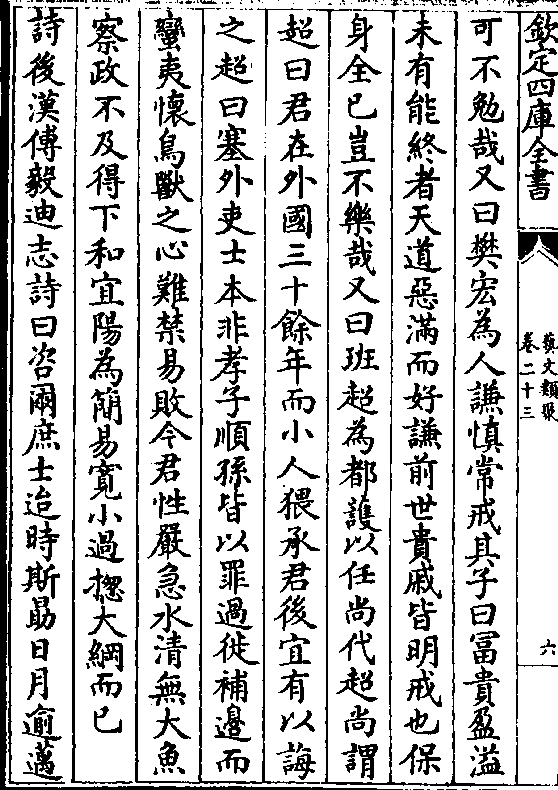 欽定四庫全書
藝文類聚
卷二十三
六
可不勉哉又曰樊宏為人謙慎常戒其子曰冨貴盈溢
未有能終者天道惡滿而好謙前世貴戚皆明戒也保
身全已豈不樂哉又曰班超為都護以任尚代超尚謂
超曰君在外國三十餘年而小人猥承君後宜有以誨
之超曰塞外吏士本非孝子順孫皆以罪過徙補邊而
蠻夷懷鳥獸之心難禁易敗今君性嚴急水清無大魚
察政不及得下和宜陽為簡易寛小過揔大綱而已
詩後漢傅毅迪志詩曰咨爾庶士迨時斯勗日月逾邁